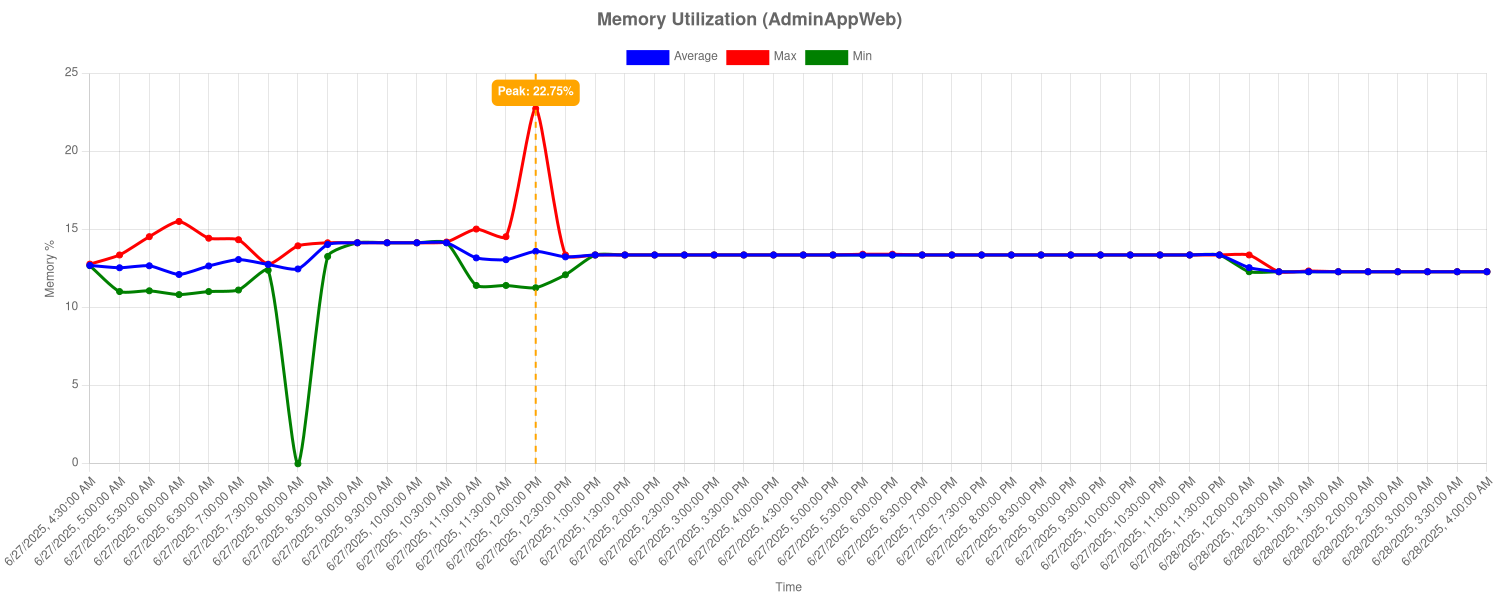 Memory Utilization (AdminAppWeb)
Average Max Min
Peak: 22.75%
25
20
15
10
5
0
Memory %
6/27/2025, 4:30:00 AM
6/27/2025, 5:00:00 AM
6/27/2025, 5:30:00 AM
6/27/2025, 6:00:00 AM
6/27/2025, 6:30:00 AM
6/27/2025, 7:00:00 AM
6/27/2025, 7:30:00 AM
6/27/2025, 8:00:00 AM
6/27/2025, 8:30:00 AM
6/27/2025, 9:00:00 AM
6/27/2025, 9:30:00 AM
6/27/2025, 10:00:00 AM
6/27/2025, 10:30:00 AM
6/27/2025, 11:00:00 AM
6/27/2025, 11:30:00 AM
6/27/2025, 12:00:00 PM
6/27/2025, 12:30:00 PM
6/27/2025, 1:00:00 PM
6/27/2025, 1:30:00 PM
6/27/2025, 2:00:00 PM
6/27/2025, 2:30:00 PM
6/27/2025, 3:00:00 PM
6/27/2025, 3:30:00 PM
6/27/2025, 4:00:00 PM
6/27/2025, 4:30:00 PM
6/27/2025, 5:00:00 PM
6/27/2025, 5:30:00 PM
6/27/2025, 6:00:00 PM
6/27/2025, 6:30:00 PM
6/27/2025, 7:00:00 PM
6/27/2025, 7:30:00 PM
6/27/2025, 8:00:00 PM
6/27/2025, 8:30:00 PM
6/27/2025, 9:00:00 PM
6/27/2025, 9:30:00 PM
6/27/2025, 10:00:00 PM
6/27/2025, 10:30:00 PM
6/27/2025, 11:00:00 PM
6/27/2025, 11:30:00 PM
6/28/2025, 12:00:00 AM
6/28/2025, 12:30:00 AM
6/28/2025, 1:00:00 AM
6/28/2025, 1:30:00 AM
6/28/2025, 2:00:00 AM
6/28/2025, 2:30:00 AM
6/28/2025, 3:00:00 AM
6/28/2025, 3:30:00 AM
6/28/2025, 4:00:00 AM
Time